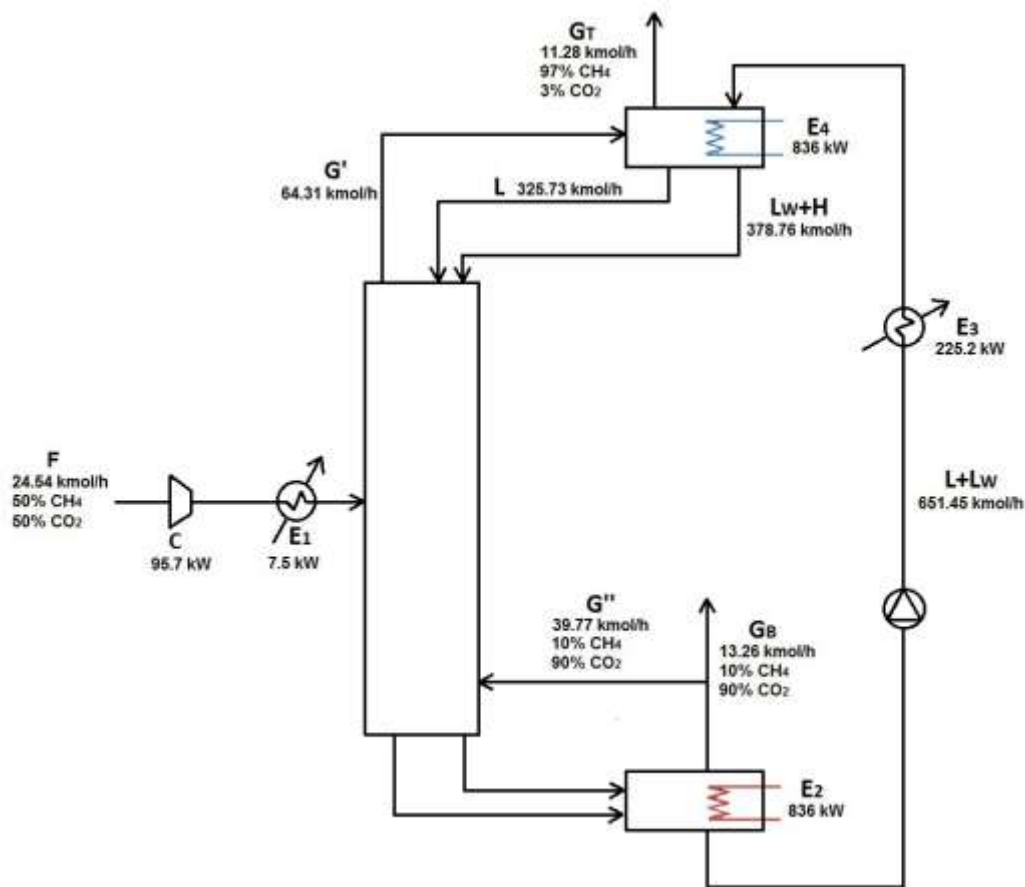 GT
11.28 kmol/h
97% CH4
3% CO2
E4
836 kW
G'
64.31 kmol/h
L 325.73 kmol/h
LW+H
378.76 kmol/h
E3
225.2 kW
F
24.54 kmol/h
50% CH4
50% CO2
C
95.7 kW
E1
7.5 kW
L+LW
651.45 kmol/h
G''
39.77 kmol/h
10% CH4
90% CO2
GB
13.26 kmol/h
10% CH4
90% CO2
E2
836 kW